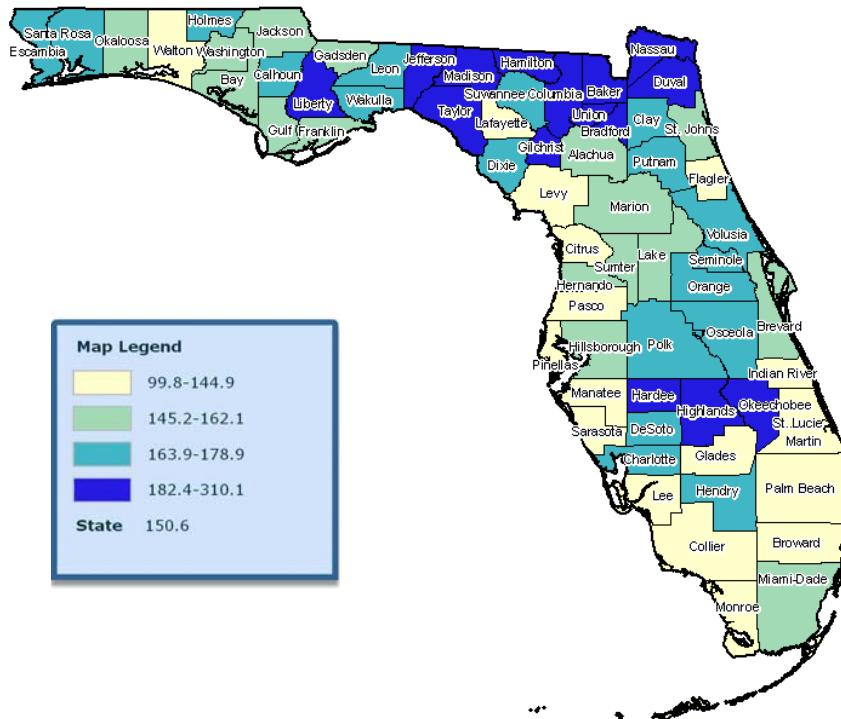 Holmes
Jackson
Santa Rosa
Okaloosa
Walton
Washington
Escambia
Bay
Calhoun
Gadsden
Leon
Liberty
Wakulla
Gulf
Franklin
Jefferson
Madison
Hamilton
Taylor
Suwannee
Columbia
Lafayette
Baker
Nassau
Duval
Union
Bradford
Clay
St. Johns
Gilchrist
Dixie
Alachua
Putnam
Flagler
Levy
Marion
Volusia
Citrus
Sumter
Lake
Seminole
Hernando
Orange
Pasco
Osceola
Brevard
Hillsborough
Polk
Pinellas
Indian River
Manatee
Hardee
Highlands
Okeechobee
St. Lucie
Sarasota
DeSoto
Martin
Charlotte
Glades
Lee
Hendry
Palm Beach
Collier
Broward
Miami-Dade
Monroe
Map Legend
99.8-144.9
145.2-162.1
163.9-178.9
182.4-310.1
State 150.6